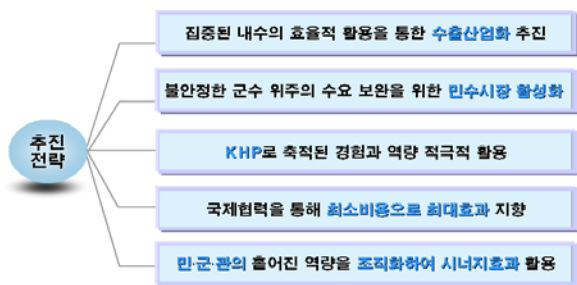 추진
전략
집중된 내수의 효율적 활용을 통한 수출산업화 추진
불안정한 군수 위주의 수요 보완을 위한 민수시장 활성화
KHP로 축적된 경험과 역량 적극적 활용
국제협력을 통해 최소비용으로 최대효과 지향
민·군·관의 흩어진 역량을 조직화하여 시너지효과 활용